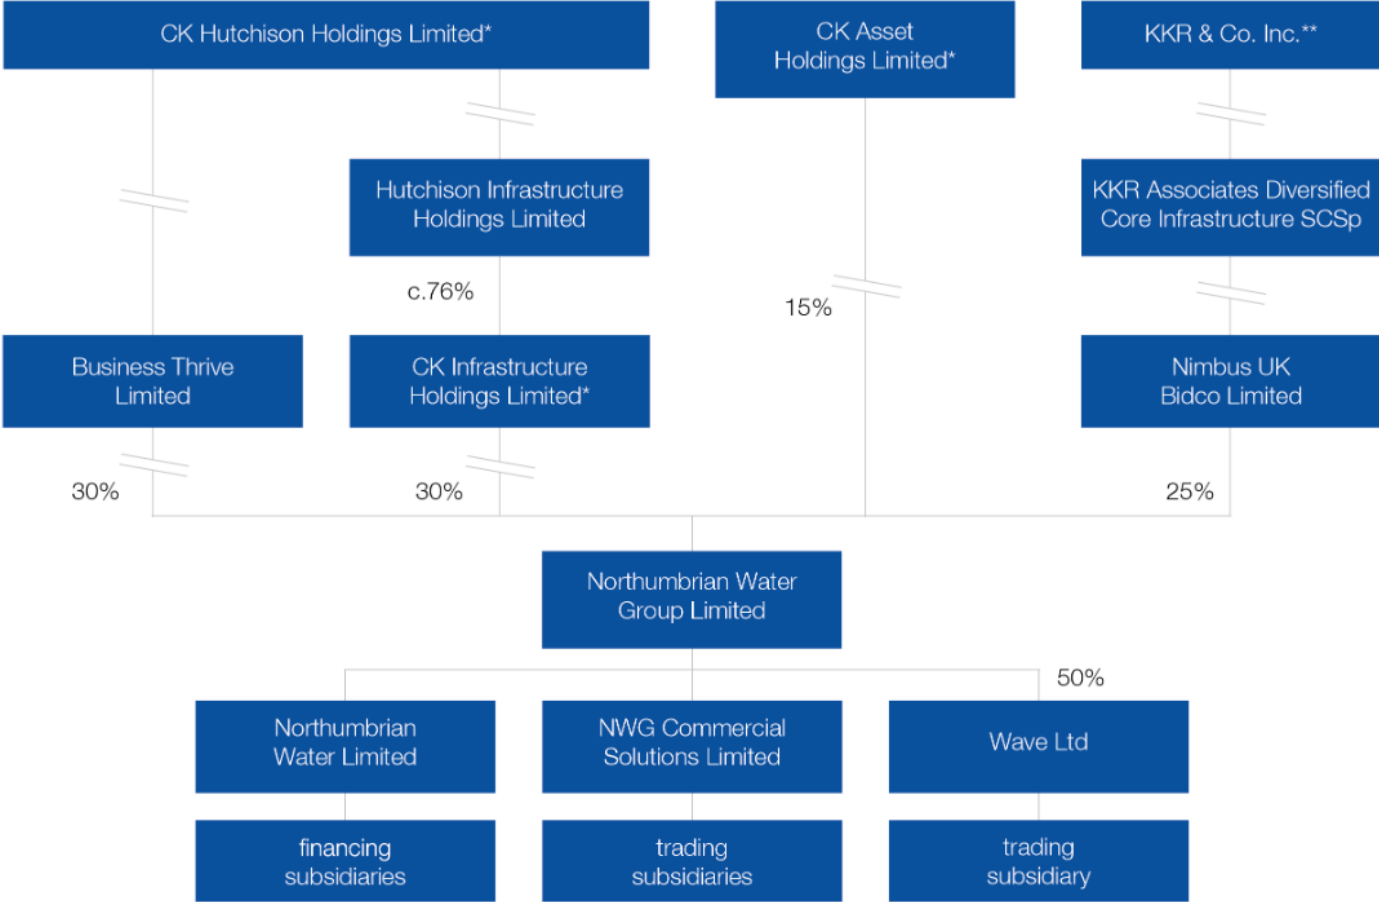 CK Hutchison Holdings Limited*
CK Asset
Holdings Limited*
KKR & Co. Inc.**
Hutchison Infrastructure
Holdings Limited
KKR Associates Diversified
Core Infrastructure SCSp
c.76%
15%
Business Thrive
Limited
CK Infrastructure
Holdings Limited*
Nimbus UK
Bidco Limited
30%
30%
25%
Northumbrian Water
Group Limited
50%
Northumbrian
Water Limited
NWG Commercial
Solutions Limited
Wave Ltd
financing
subsidiaries
trading
subsidiaries
trading
subsidiary